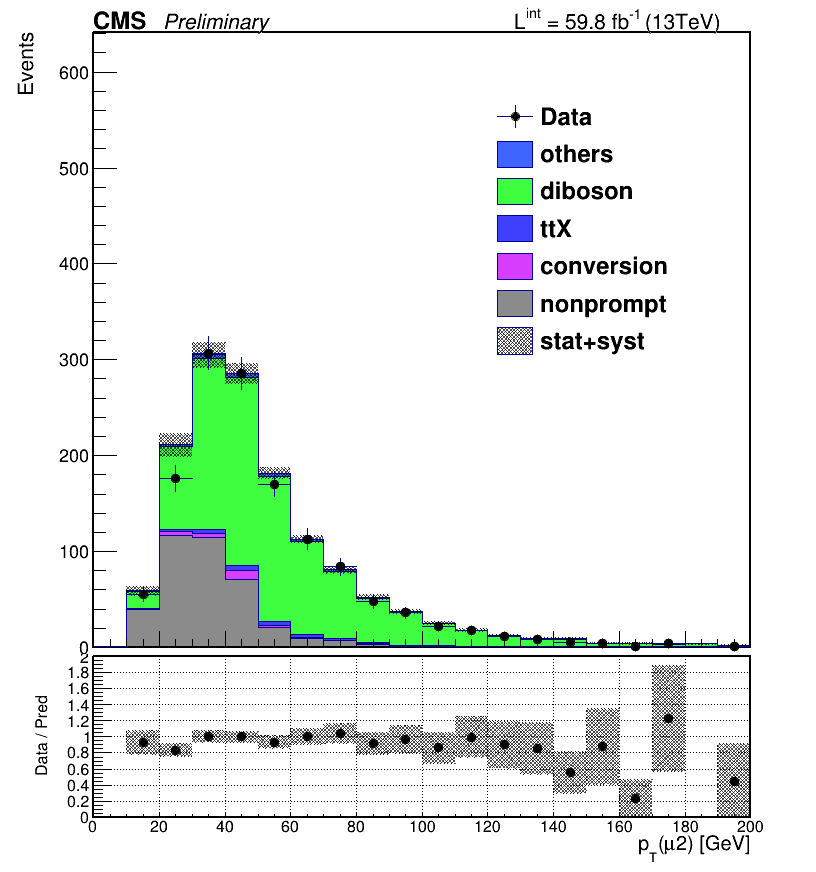 CMS Preliminary L^int = 59.8 fb^-1 (13TeV)
Events
600
500
400
300
200
100
0
Data
others
diboson
ttX
conversion
nonprompt
stat+syst
Data / Pred
2
1.8
1.6
1.4
1.2
1
0.8
0.6
0.4
0.2
0
0 20 40 60 80 100 120 140 160 180 200
p_T(μ2) [GeV]